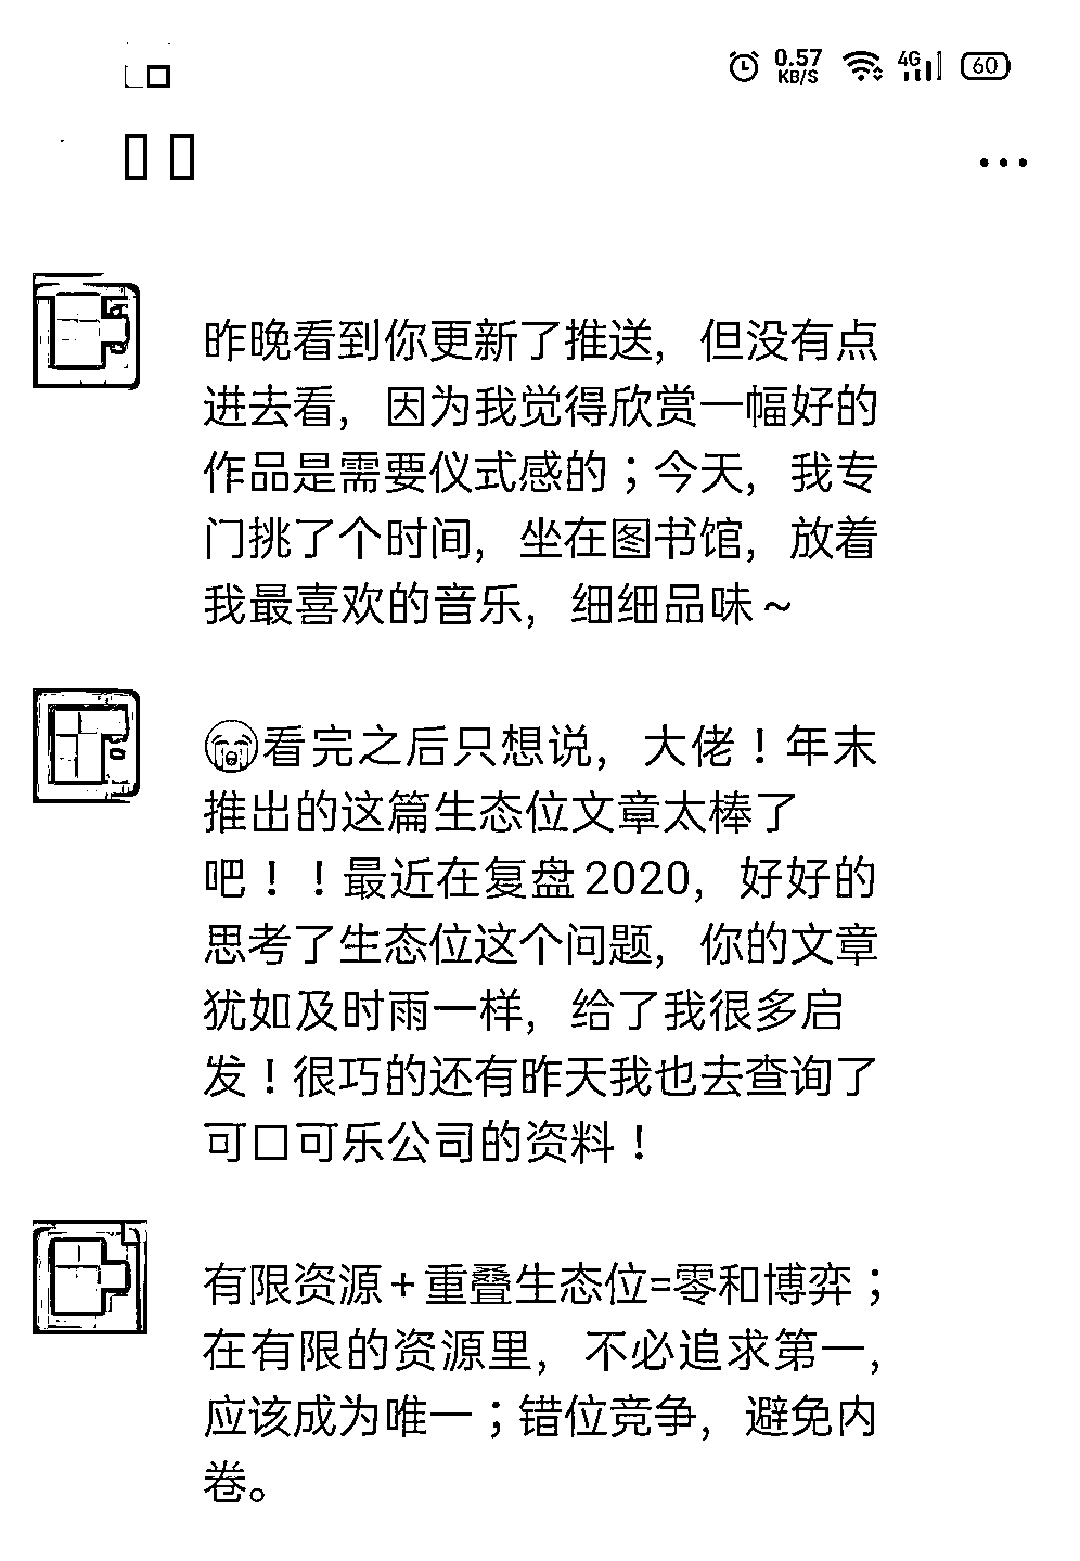 0.57
KB/S
4G
60
昨晚看到你更新了推送，但没有点
进去看，因为我觉得欣赏一幅好的
作品是需要仪式感的；今天，我专
门挑了个时间，坐在图书馆，放着
我最喜欢的音乐，细细品味~
😭看完之后只想说，大佬！年末
推出的这篇生态位文章太棒了
吧！！最近在复盘2020，好好的
思考了生态位这个问题，你的文章
犹如及时雨一样，给了我很多启
发！很巧的还有昨天我也去查询了
可口可乐公司的资料！
有限资源+重叠生态位=零和博弈；
在有限的资源里，不必追求第一，
应该成为唯一；错位竞争，避免内
卷。